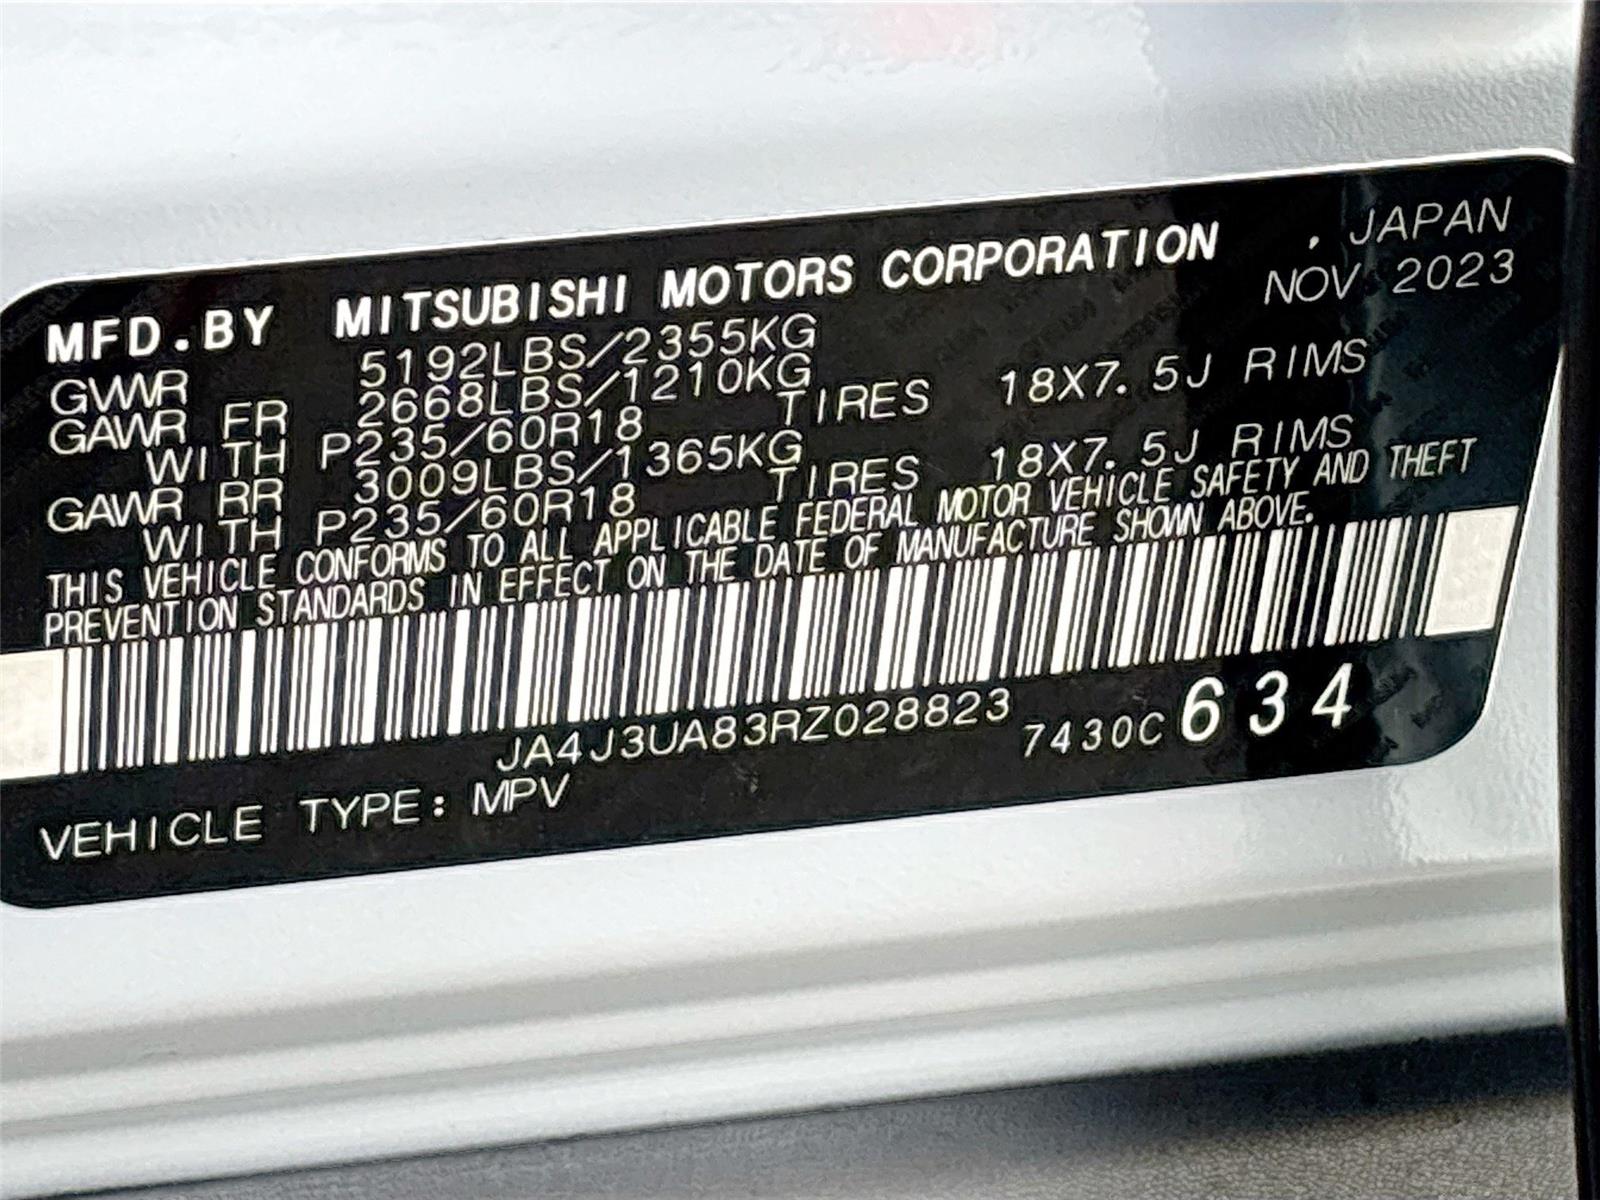 MFD.BY MITSUBISHI MOTORS CORPORATION , JAPAN
NOV 2023
GVWR 5192LBS/2355KG
GAWR FR 2668LBS/1210KG
WITH P235/60R18 TIRES 18X7.5J RIMS
GAWR RR 3009LBS/1365KG
WITH P235/60R18 TIRES 18X7.5J RIMS
THIS VEHICLE CONFORMS TO ALL APPLICABLE FEDERAL MOTOR VEHICLE SAFETY AND THEFT
PREVENTION STANDARDS IN EFFECT ON THE DATE OF MANUFACTURE SHOWN ABOVE.
JA4J3UA83RZ028823 7430C 634
VEHICLE TYPE: MPV